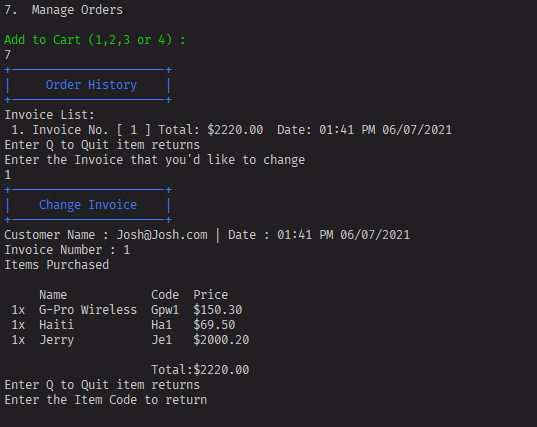 7.  Manage Orders
Add to Cart (1,2,3 or 4) :
7
+----------------------+
|     Order History    |
+----------------------+
Invoice List:
 1. Invoice No. [ 1 ] Total: $2220.00  Date: 01:41 PM 06/07/2021
Enter Q to Quit item returns
Enter the Invoice that you'd like to change
1
+----------------------+
|    Change Invoice    |
+----------------------+
Customer Name : Josh@Josh.com | Date : 01:41 PM 06/07/2021
Invoice Number : 1
Items Purchased
     Name            Code  Price
 1x  G-Pro Wireless  Gpw1  $150.30
 1x  Haiti           Ha1   $69.50
 1x  Jerry           Je1   $2000.20
                     Total:$2220.00
Enter Q to Quit item returns
Enter the Item Code to return